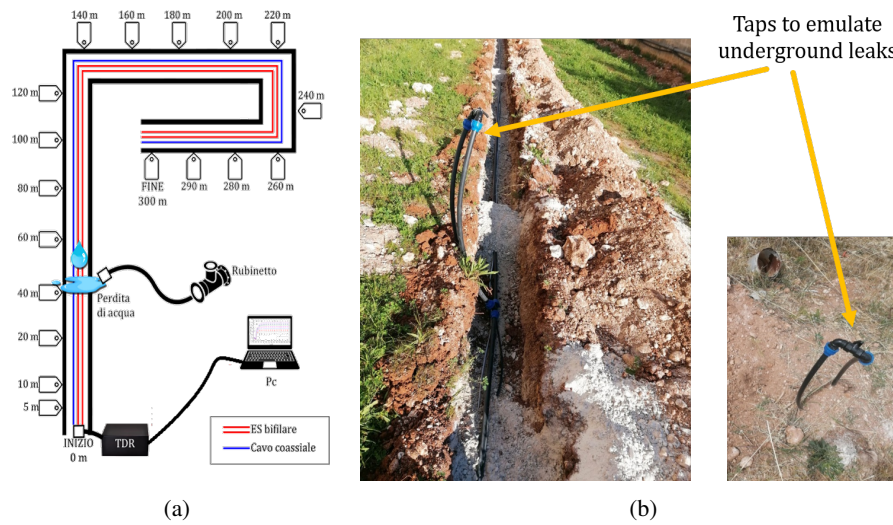 140 m
160 m
180 m
200 m
220 m
Taps to emulate
underground leaks
120 m
240 m
100 m
80 m
FINE
300 m
290 m
280 m
260 m
60 m
Rubinetto
Perdita
di acqua
40 m
20 m
Pc
10 m
5 m
INIZIO
0 m
TDR
ES bifilare
Cavo coassiale
(a)
(b)